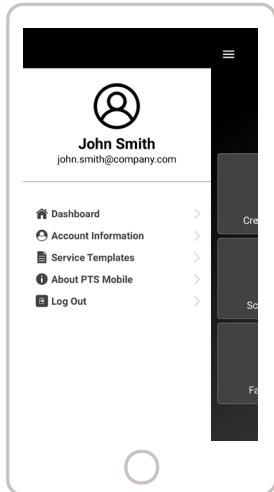 John Smith
john.smith@company.com
Dashboard
Account Information
Service Templates
About PTS Mobile
Log Out
Cre
Sc
Fa